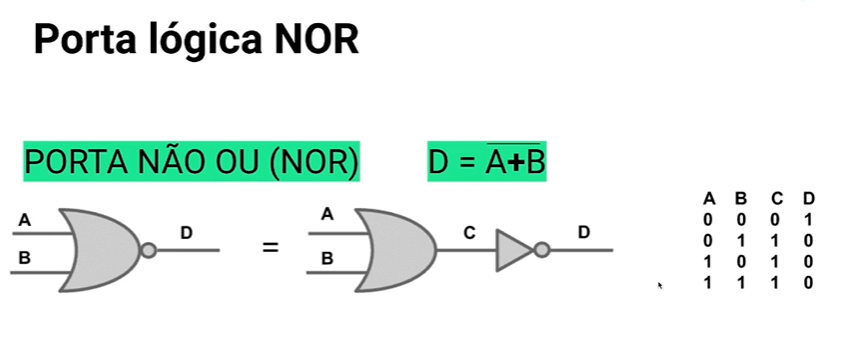 Porta lógica NOR
PORTA NÃO OU (NOR)
D = A̅+̅B̅
A
B
D
=
A
B
C
D
A B C D
0 0 0 1
0 1 1 0
1 0 1 0
1 1 1 0